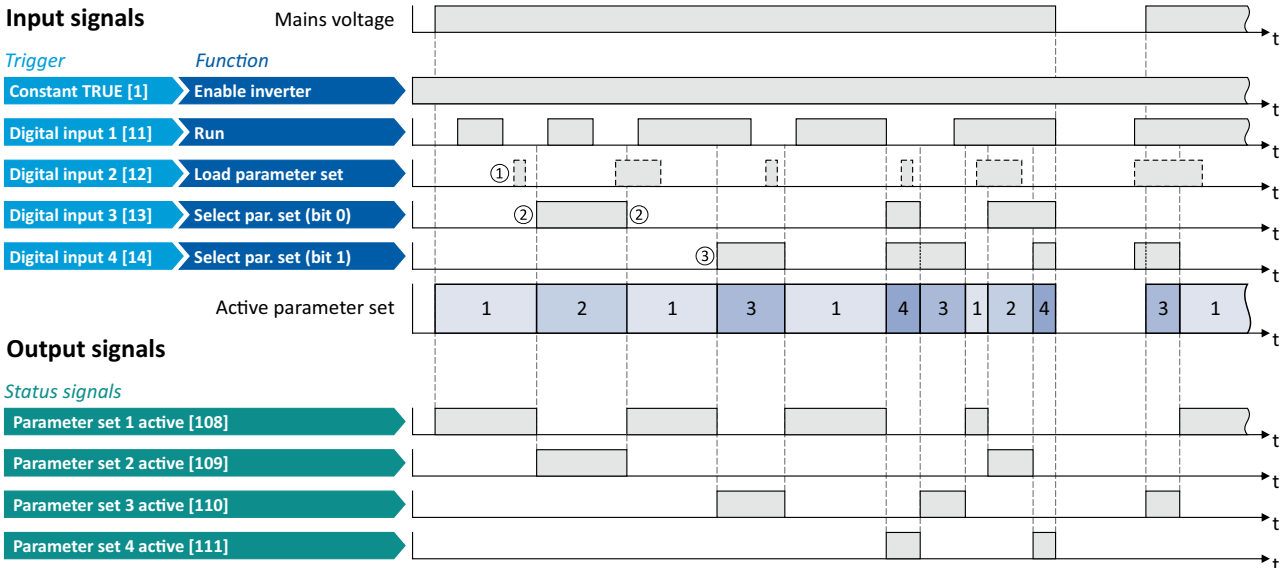 Input signals
Mains voltage
t
Trigger
Function
Constant TRUE [1]
Enable inverter
t
Digital input 1 [11]
Run
t
Digital input 2 [12]
Load parameter set
①
t
Digital input 3 [13]
Select par. set (bit 0)
② ②
t
Digital input 4 [14]
Select par. set (bit 1)
③
t
Active parameter set
1 2 1 3 1 4 3 1 2 4 3 1
t
Output signals
Status signals
Parameter set 1 active [108]
t
Parameter set 2 active [109]
t
Parameter set 3 active [110]
t
Parameter set 4 active [111]
t